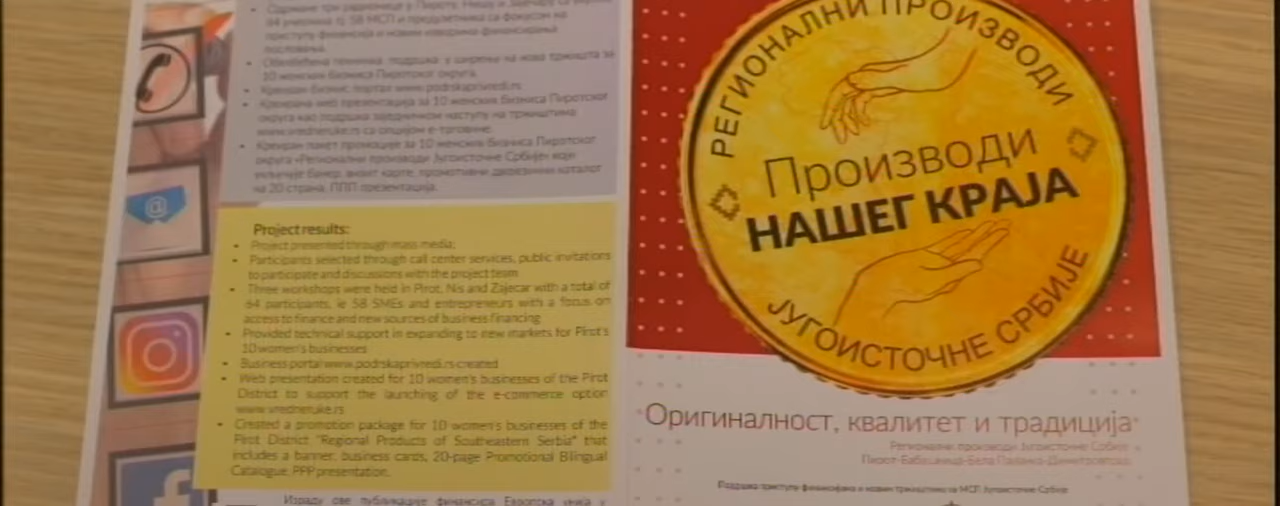 Одржане три радионице у Пироту, Нишу и Зајечару са укупно
64 учесника тј. 58 МСП и предузетника са фокусом на
приступу финансија и новим изворима финансирања
пословања.
• Обезбеђена техничка подршка у ширењу на нова тржишта за
10 женских бизниса Пиротског округа.
• Креиран бизнис портал www.podrskaprivredi.rs
• Креирана wеб презентација за 10 женских бизниса Пиротског
округа као подршка заједничком наступу на тржиштима
www.vredneruke.rs са опцијом е-трговине.
• Креиран пакет промоције за 10 женских бизниса Пиротског
округа «Регионални производи Југоисточне Србије» који
укључује банер, визит карте, промотивни двојезични каталог
на 20 страна, ППП презентација.
Project results:
• Project presented through mass media;
• Participants selected through call center services, public invitations
to participate and discussions with the project team
• Three workshops were held in Pirot, Nis and Zajecar with a total of
64 participants, ie 58 SMEs and entrepreneurs with a focus on
access to finance and new sources of business financing
• Provided technical support in expanding to new markets for Pirot's
10 women's businesses
• Business portal www.podrskaprivredi.rs created
• Web presentation created for 10 women's businesses of the Pirot
District to support the launching of the e-commerce option
www.vredneruke.rs
• Created a promotion package for 10 women's businesses of the
Pirot District "Regional Products of Southeastern Serbia" that
includes a banner, business cards, 20-page Promotional Bilingual
Catalogue, PPP presentation.
Израду ове публикације финансира Европска унија у
РЕГИОНАЛНИ ПРОИЗВОДИ
Производи
НАШЕГ КРАЈА
ЈУГОИСТОЧНЕ СРБИЈЕ
Оригиналност, квалитет и традиција
Регионални производи Југоисточне Србије
Пирот-Бабушница-Бела Паланка-Димитровград
Подршка приступу финансијама и новим тржиштима за МСП Југоисточне Србије